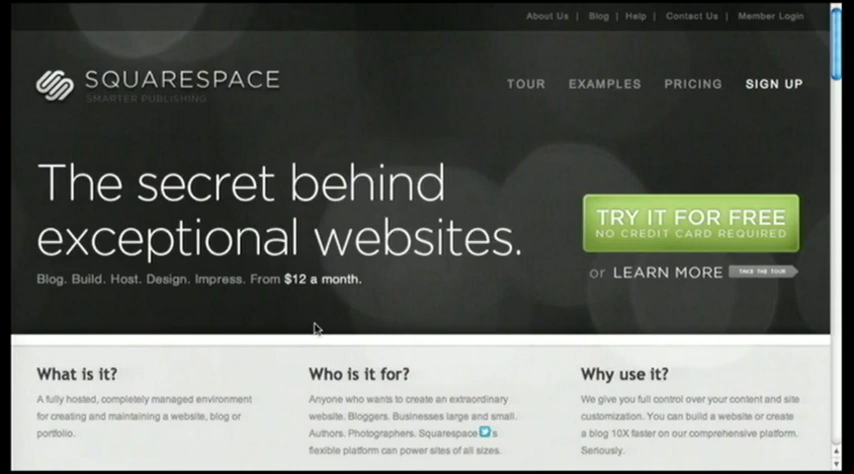 About Us | Blog | Help | Contact Us | Member Login
SQUARESPACE
SMARTER PUBLISHING
TOUR EXAMPLES PRICING SIGN UP
The secret behind
exceptional websites.
Blog. Build. Host. Design. Impress. From $12 a month.
TRY IT FOR FREE
NO CREDIT CARD REQUIRED
or LEARN MORE TAKE THE TOUR
What is it?
A fully hosted, completely managed environment
for creating and maintaining a website, blog or
portfolio.
Who is it for?
Anyone who wants to create an extraordinary
website. Bloggers. Businesses large and small.
Authors. Photographers. Squarespace's
flexible platform can power sites of all sizes.
Why use it?
We give you full control over your content and site
customization. You can build a website or create
a blog 10X faster on our comprehensive platform.
Seriously.